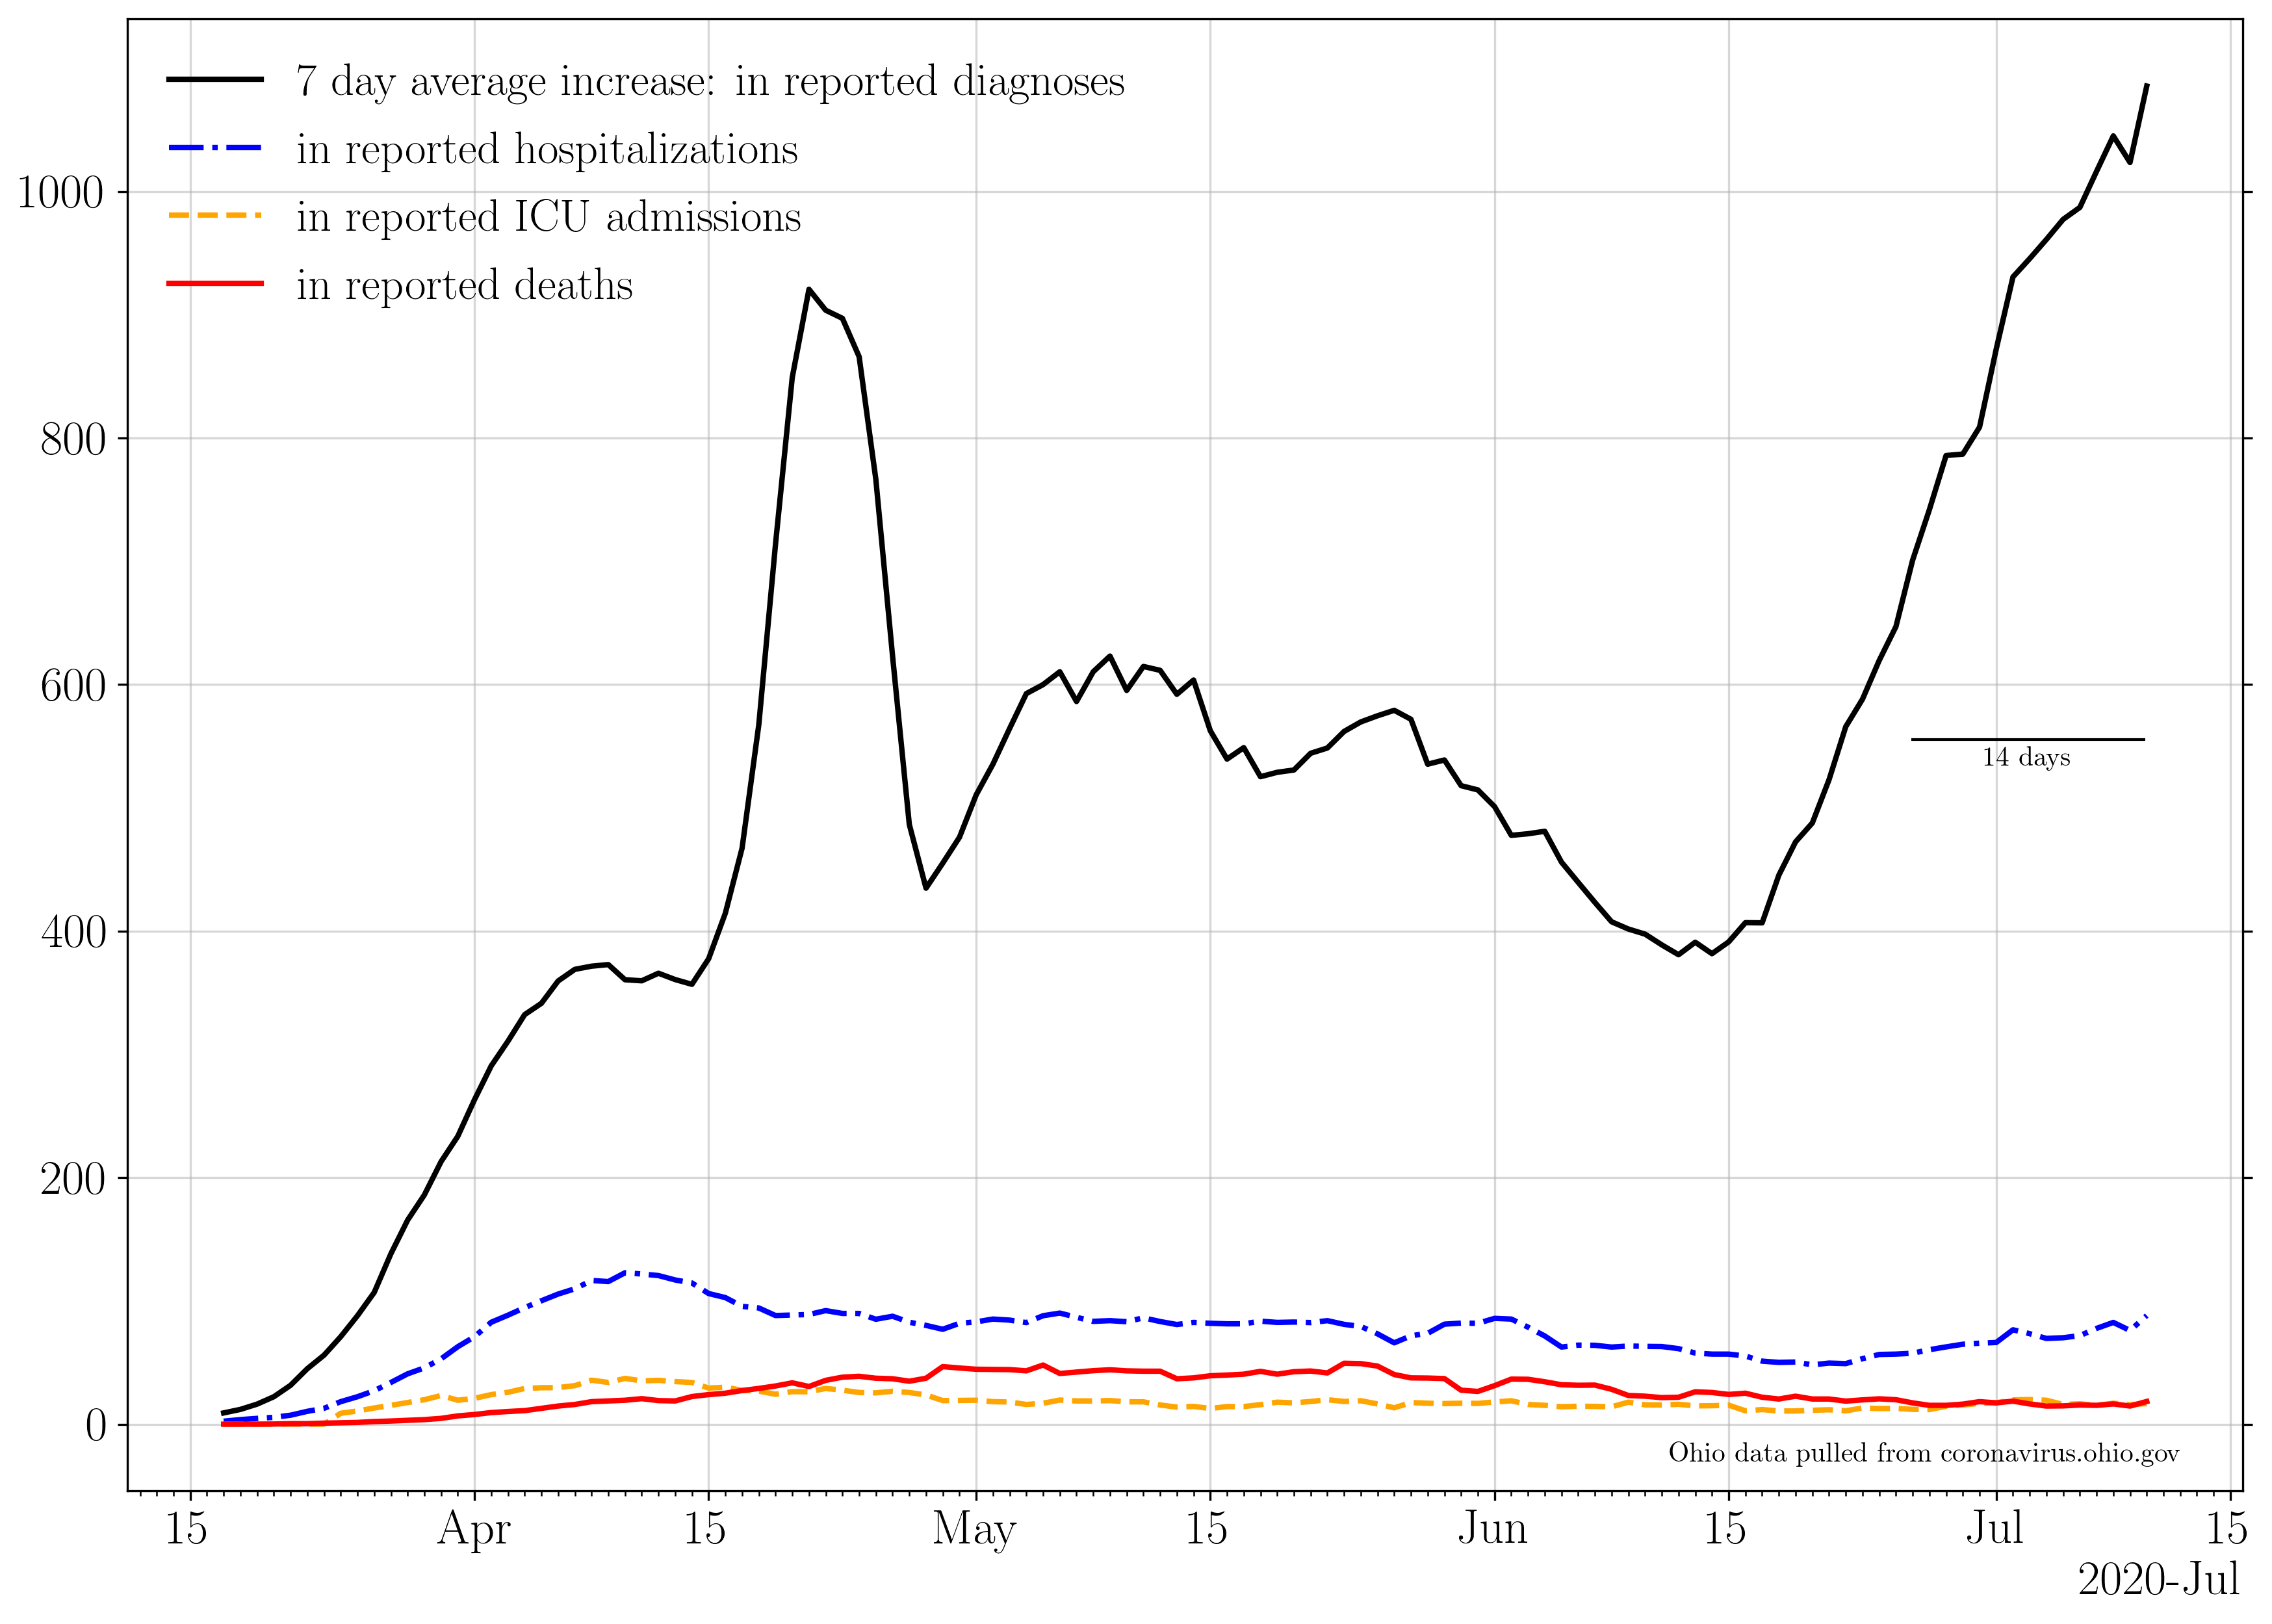 7 day average increase: in reported diagnoses
in reported hospitalizations
in reported ICU admissions
in reported deaths
1000
800
600
400
200
0
14 days
Ohio data pulled from coronavirus.ohio.gov
15 Apr 15 May 15 Jun 15 Jul 15
2020-Jul